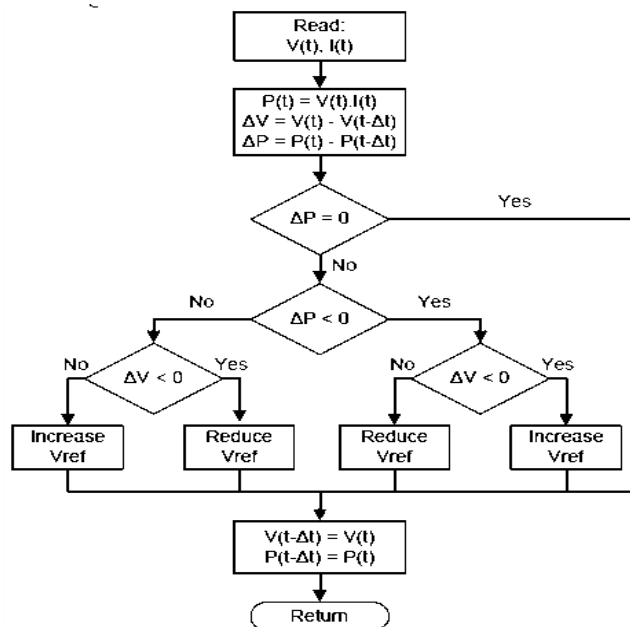 Read:
V(t), I(t)
P(t) = V(t).I(t)
ΔV = V(t) - V(t-Δt)
ΔP = P(t) - P(t-Δt)
ΔP = 0
Yes
No
ΔP < 0
No
Yes
ΔV < 0
No
Yes
ΔV < 0
No
Yes
Increase
Vref
Reduce
Vref
Reduce
Vref
Increase
Vref
V(t-Δt) = V(t)
P(t-Δt) = P(t)
Return